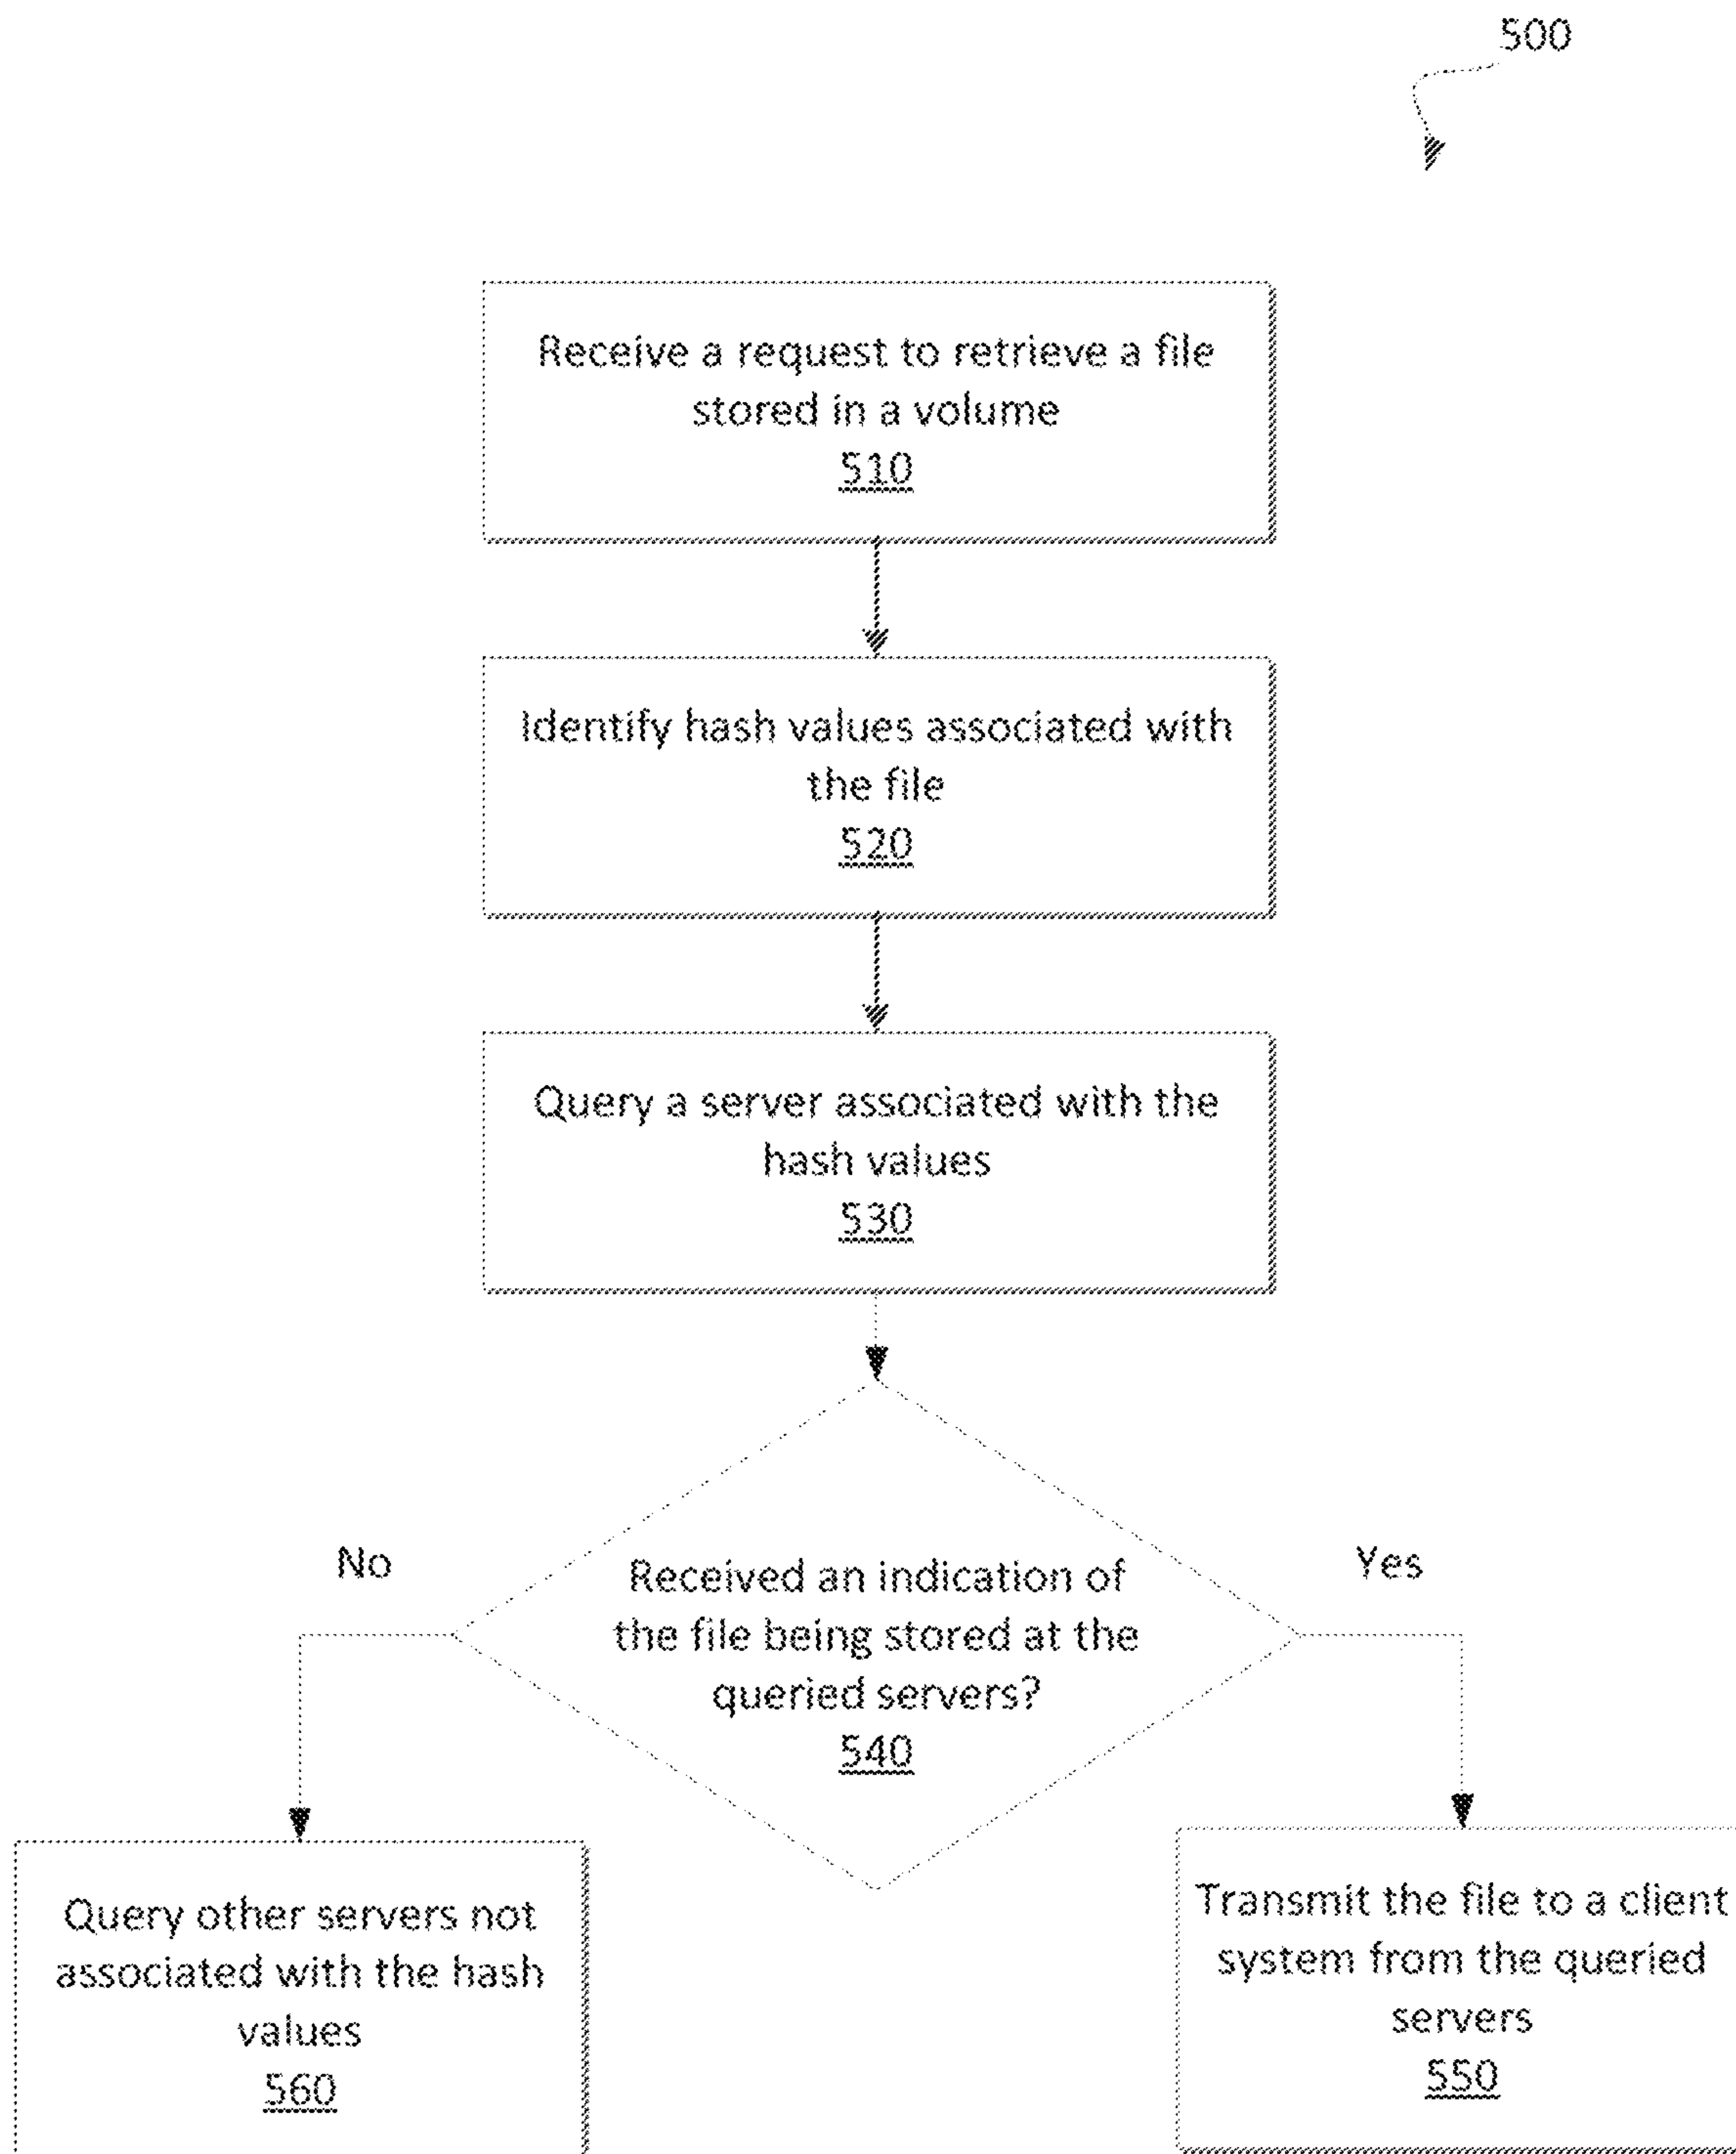 500
Receive a request to retrieve a file
stored in a volume
510
Identify hash values associated with
the file
520
Query a server associated with the
hash values
530
No
Yes
Received an indication of
the file being stored at the
queried servers?
540
Query other servers not
associated with the hash
values
560
Transmit the file to a client
system from the queried
servers
550